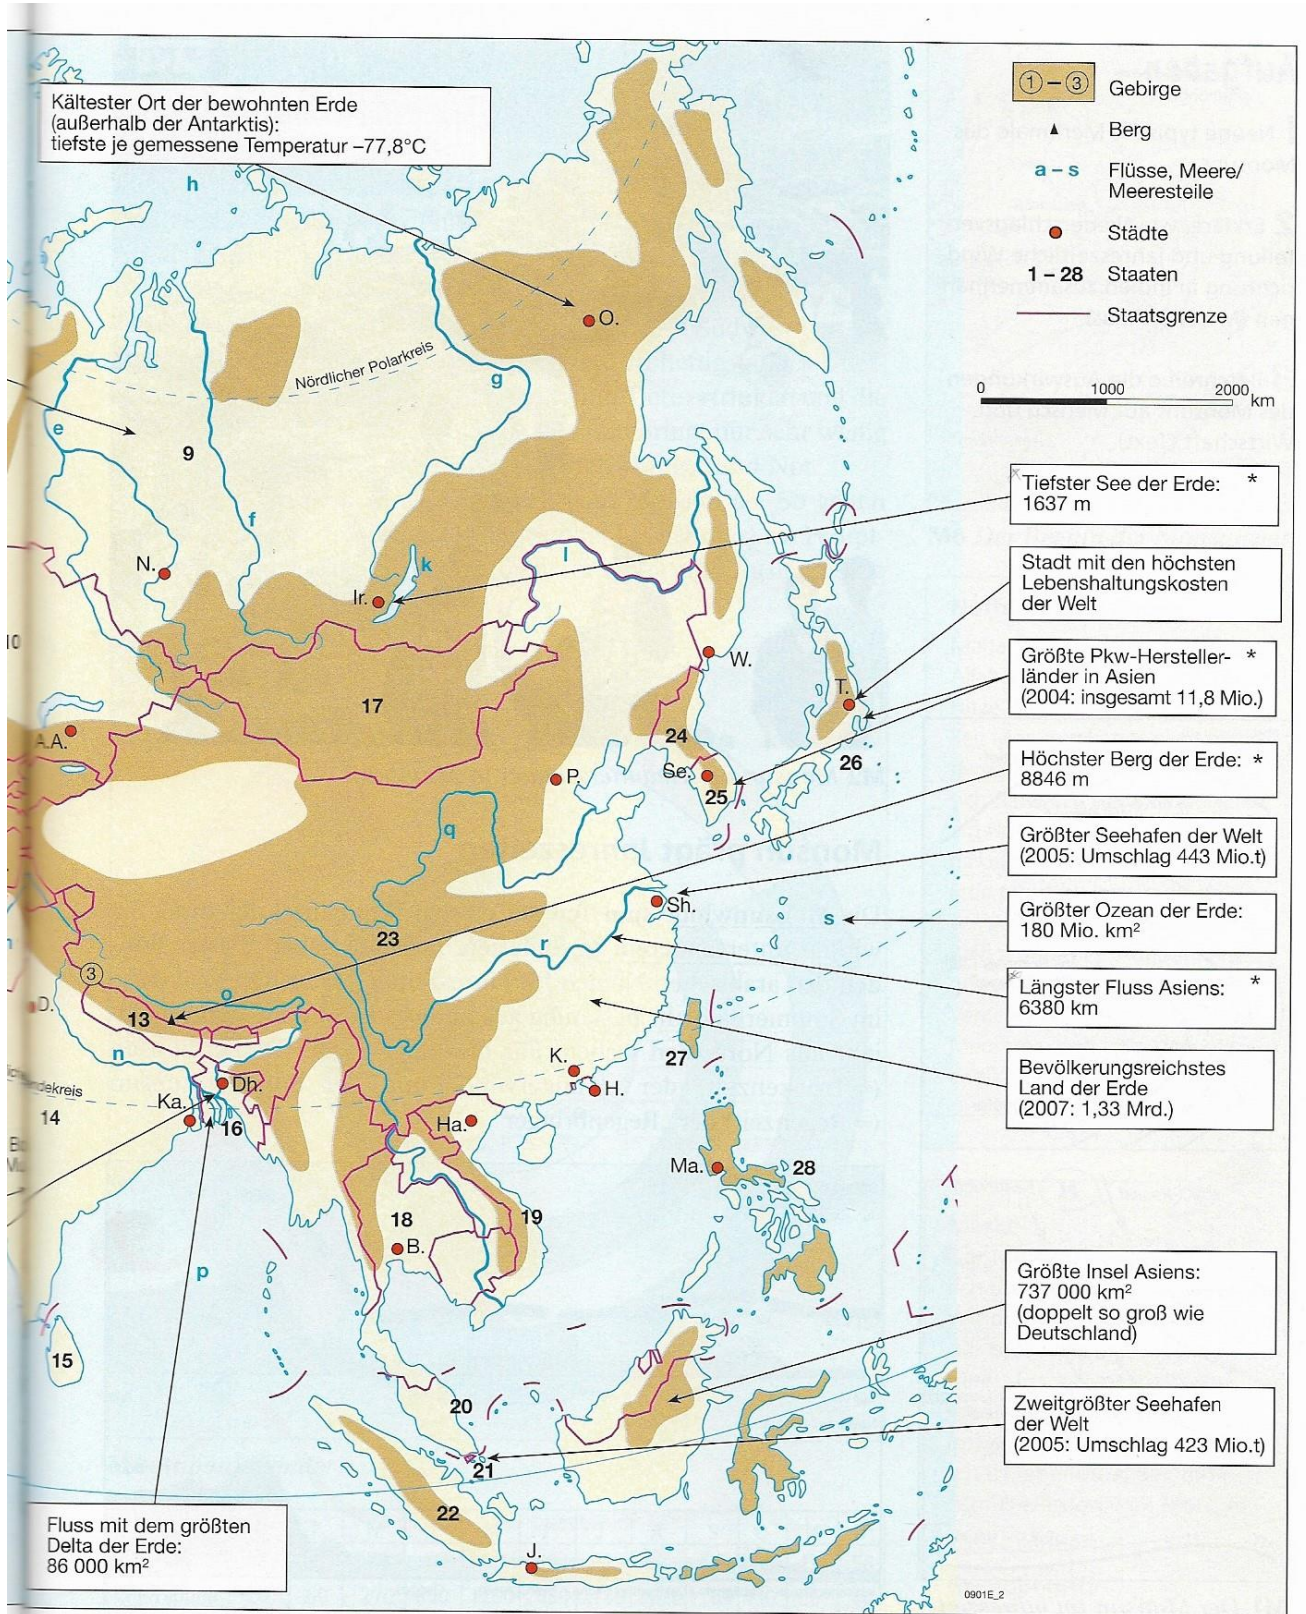 Kältester Ort der bewohnten Erde
(außerhalb der Antarktis):
tiefste je gemessene Temperatur –77,8°C
① – ③ Gebirge
Berg
a – s Flüsse, Meere/
Meeresteile
Städte
1 – 28 Staaten
Staatsgrenze
0 1000 2000 km
h
O.
Nördlicher Polarkreis
g
e
9
f
N.
k
l
Ir.
10
W.
17
T.
A.A.
24
Se.
25
26
P.
q
Sh.
s
23
r
3
D.
o
13
n
27
K.
H.
Dh.
Ka.
14
16
Ha.
Ma.
28
18
19
B.
p
15
20
21
22
J.
Tiefster See der Erde: *
1637 m
Stadt mit den höchsten
Lebenshaltungskosten
der Welt
Größte Pkw-Hersteller- *
länder in Asien
(2004: insgesamt 11,8 Mio.)
Höchster Berg der Erde: *
8846 m
Größter Seehafen der Welt
(2005: Umschlag 443 Mio.t)
Größter Ozean der Erde:
180 Mio. km²
Längster Fluss Asiens: *
6380 km
Bevölkerungsreichstes
Land der Erde
(2007: 1,33 Mrd.)
Größte Insel Asiens:
737 000 km²
(doppelt so groß wie
Deutschland)
Zweitgrößter Seehafen
der Welt
(2005: Umschlag 423 Mio.t)
Fluss mit dem größten
Delta der Erde:
86 000 km²
0901E_2